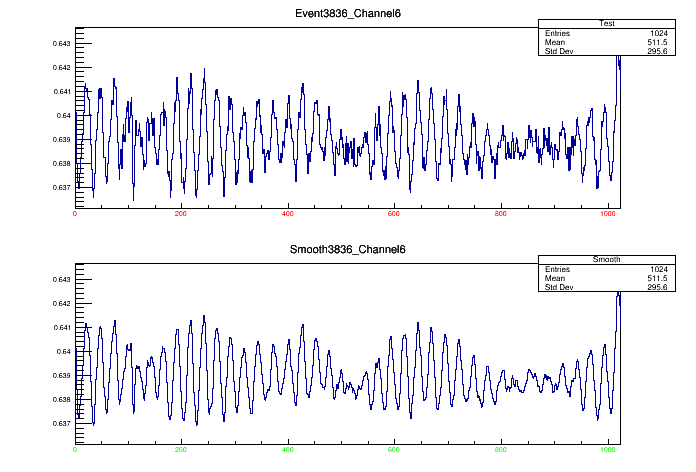 Event3836_Channel6
Test
Entries 1024
Mean 511.5
Std Dev 295.6
0.643
0.642
0.641
0.64
0.639
0.638
0.637
0 200 400 600 800 1000
Smooth3836_Channel6
Smooth
Entries 1024
Mean 511.5
Std Dev 295.6
0.643
0.642
0.641
0.64
0.639
0.638
0.637
0 200 400 600 800 1000